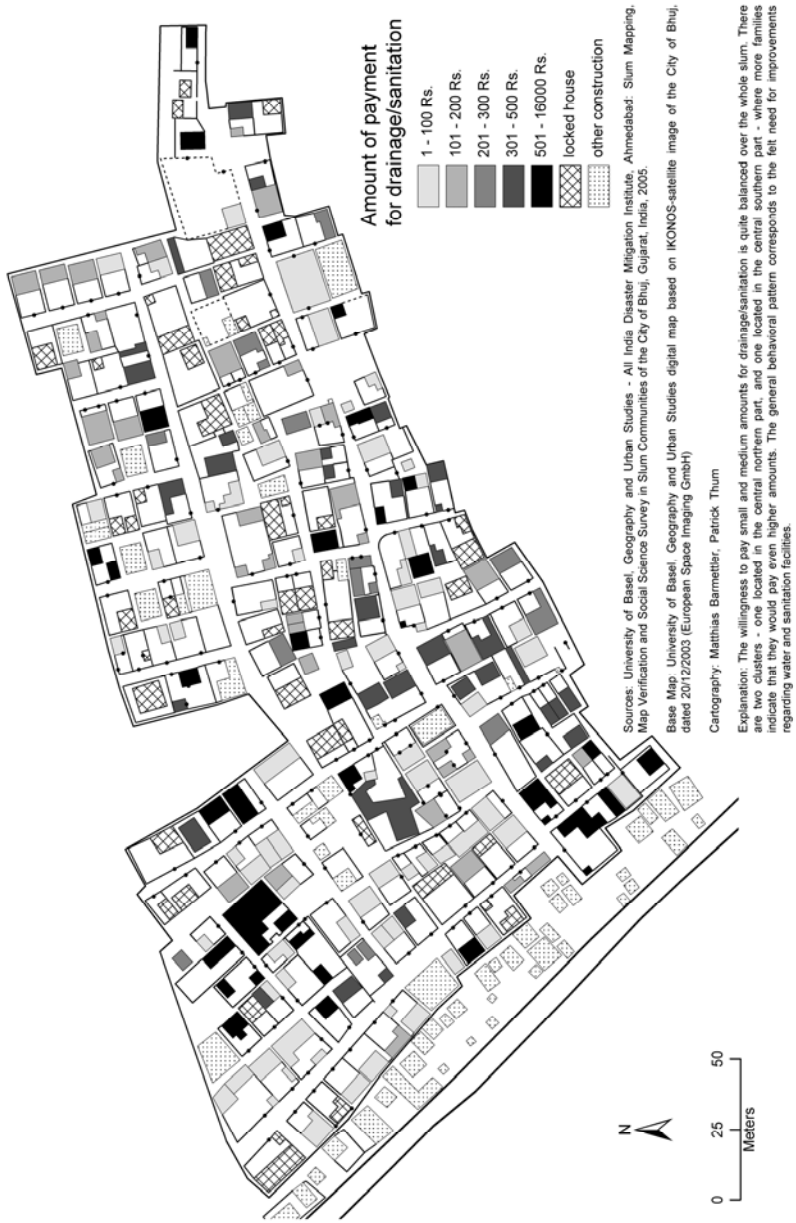 Amount of payment
for drainage/sanitation
1 - 100 Rs.
101 - 200 Rs.
201 - 300 Rs.
301 - 500 Rs.
501 - 16000 Rs.
locked house
other construction
N
0 25 50
Meters
Sources: University of Basel, Geography and Urban Studies - All India Disaster Mitigation Institute, Ahmedabad: Slum Mapping,
Map Verification and Social Science Survey in Slum Communities of the City of Bhuj, Gujarat, India, 2005.
Base Map: University of Basel, Geography and Urban Studies digital map based on IKONOS-satellite image of the City of Bhuj,
dated 20/12/2003 (European Space Imaging GmbH)
Cartography: Matthias Barmettler, Patrick Thum
Explanation: The willingness to pay small and medium amounts for drainage/sanitation is quite balanced over the whole slum. There
are two clusters - one located in the central northern part, and one located in the central southern part - where more families
indicate that they would pay even higher amounts. The general behavioral pattern corresponds to the felt need for improvements
regarding water and sanitation facilities.